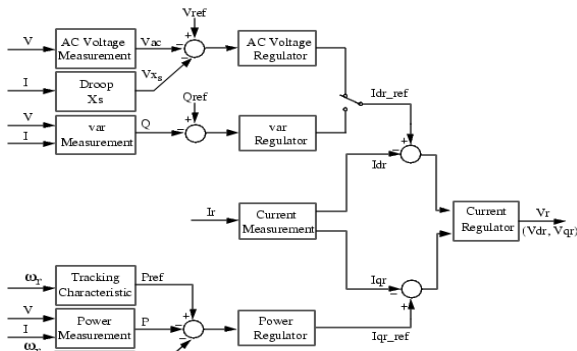 Vref
V
AC Voltage
Measurement
Vac
AC Voltage
Regulator
I
Droop
Xs
Vxs
Idr_ref
Qref
V
I
var
Measurement
Q
var
Regulator
Idr
Ir
Current
Measurement
Current
Regulator
Vr
(Vdr, Vqr)
Iqr
ωr
Tracking
Characteristic
Pref
V
I
Power
Measurement
P
Power
Regulator
Iqr_ref